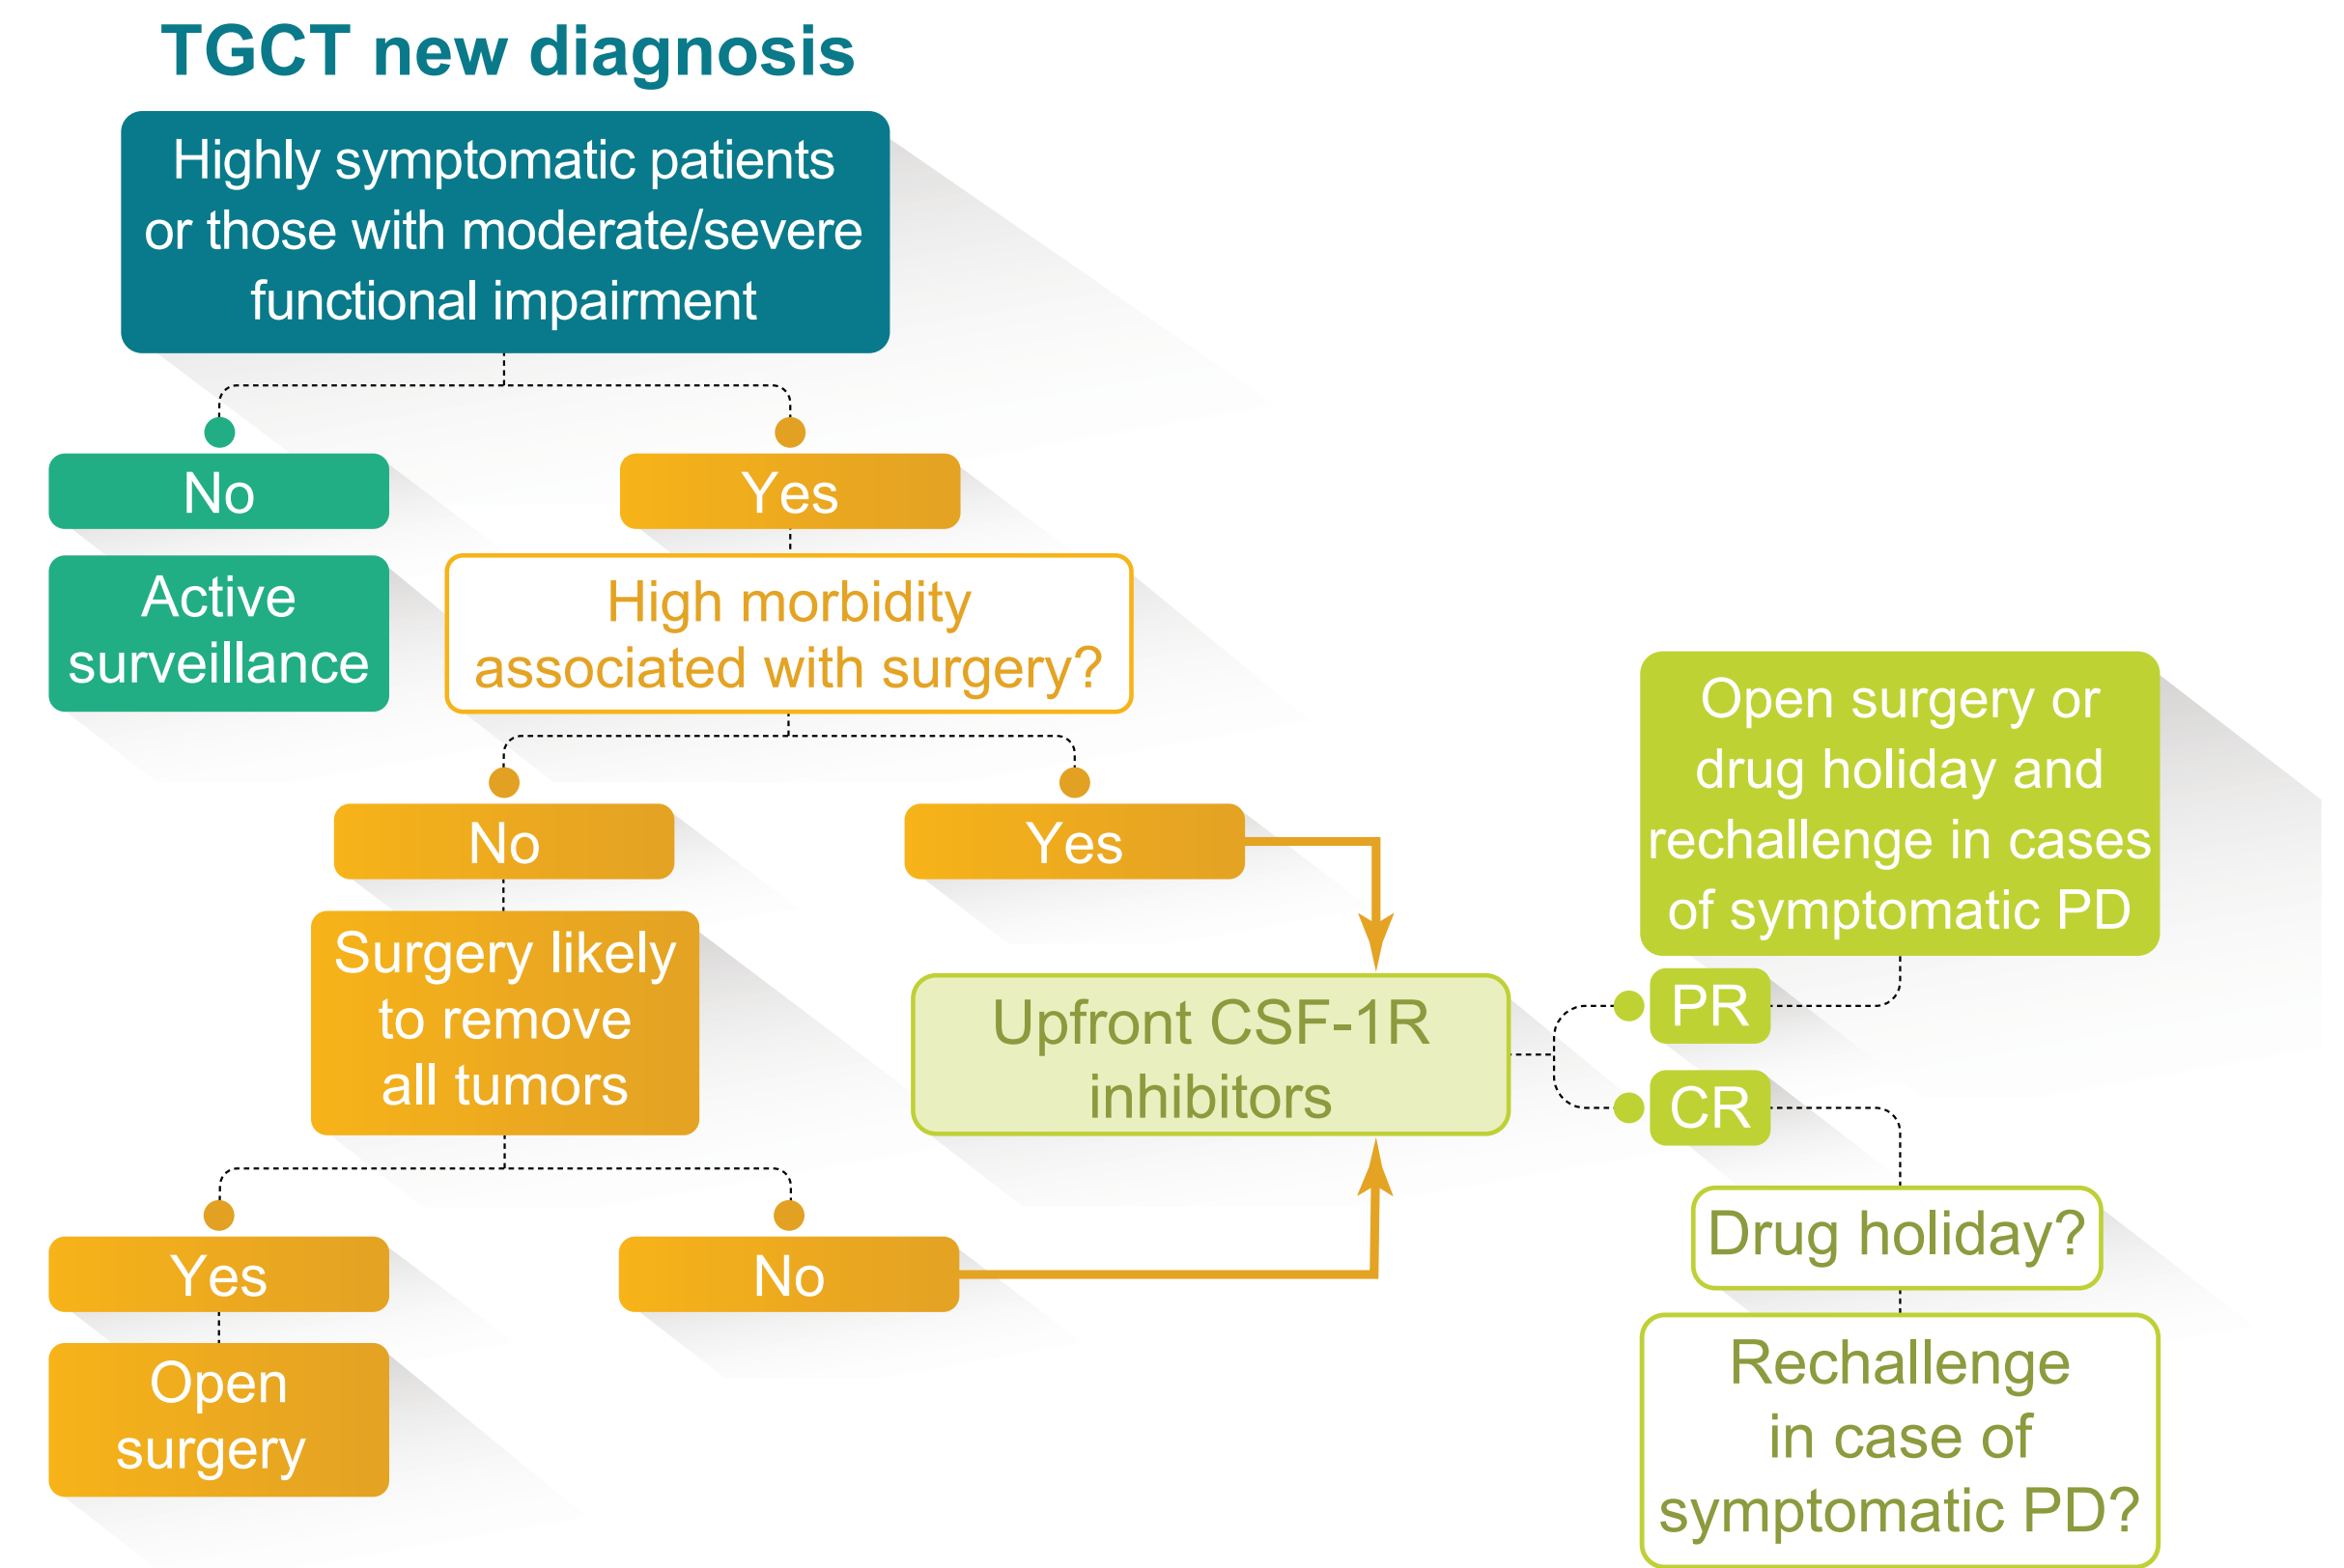 TGCT new diagnosis
Highly symptomatic patients
or those with moderate/severe
functional impairment
No
Yes
Active
surveillance
High morbidity
associated with surgery?
No
Yes
Surgery likely
to remove
all tumors
Yes
No
Open
surgery
Upfront CSF-1R
inhibitors
Open surgery or
drug holiday and
rechallenge in cases
of symptomatic PD
PR
CR
Drug holiday?
Rechallenge
in case of
symptomatic PD?